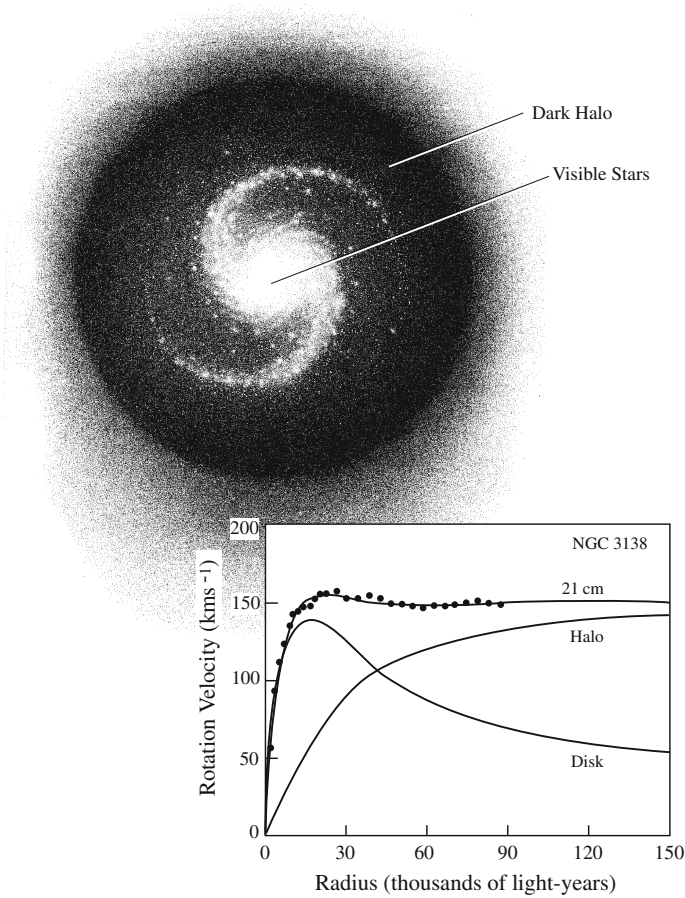 Dark Halo
Visible Stars
NGC 3138
21 cm
Halo
Disk
Rotation Velocity (kms⁻¹)
200
150
100
50
0
0 30 60 90 120 150
Radius (thousands of light-years)